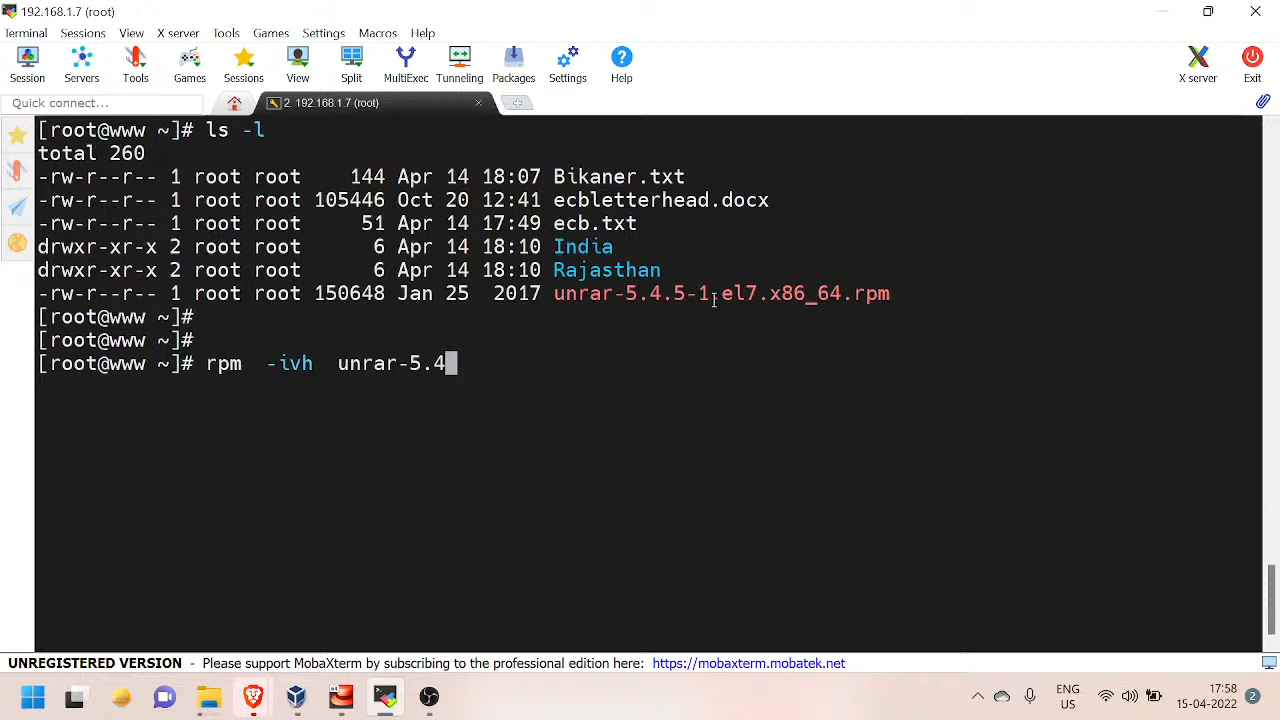 192.168.1.7 (root)
Terminal Sessions View X server Tools Games Settings Macros Help
Session Servers Tools Games Sessions View Split MultiExec Tunneling Packages Settings Help X server Exit
Quick connect... 2. 192.168.1.7 (root)
[root@www ~]# ls -l
total 260
-rw-r--r-- 1 root root    144 Apr 14 18:07 Bikaner.txt
-rw-r--r-- 1 root root 105446 Oct 20 12:41 ecbletterhead.docx
-rw-r--r-- 1 root root     51 Apr 14 17:49 ecb.txt
drwxr-xr-x 2 root root      6 Apr 14 18:10 India
drwxr-xr-x 2 root root      6 Apr 14 18:10 Rajasthan
-rw-r--r-- 1 root root 150648 Jan 25  2017 unrar-5.4.5-1.el7.x86_64.rpm
[root@www ~]#
[root@www ~]#
[root@www ~]# rpm  -ivh  unrar-5.4
UNREGISTERED VERSION - Please support MobaXterm by subscribing to the professional edition here: https://mobaxterm.mobatek.net
ENG 17:58
US 15-04-2022 2